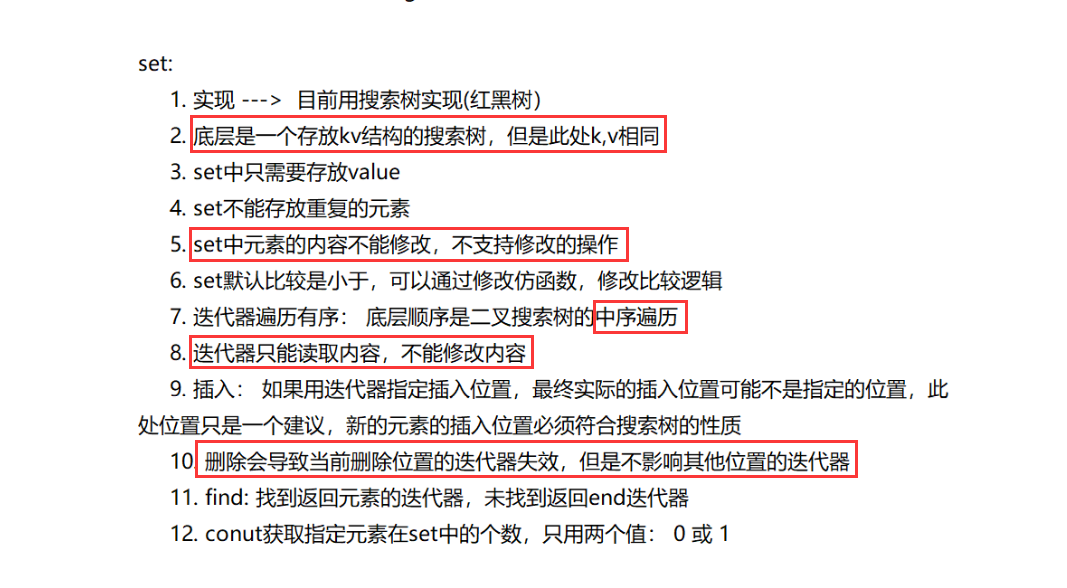 set:
1. 实现 ---> 目前用搜索树实现(红黑树)
2. 底层是一个存放kv结构的搜索树，但是此处k,v相同
3. set中只需要存放value
4. set不能存放重复的元素
5. set中元素的内容不能修改，不支持修改的操作
6. set默认比较是小于，可以通过修改仿函数，修改比较逻辑
7. 迭代器遍历有序： 底层顺序是二叉搜索树的中序遍历
8. 迭代器只能读取内容，不能修改内容
9. 插入： 如果用迭代器指定插入位置，最终实际的插入位置可能不是指定的位置，此
处位置只是一个建议，新的元素的插入位置必须符合搜索树的性质
10. 删除会导致当前删除位置的迭代器失效，但是不影响其他位置的迭代器
11. find: 找到返回元素的迭代器，未找到返回end迭代器
12. conut获取指定元素在set中的个数，只用两个值： 0 或 1